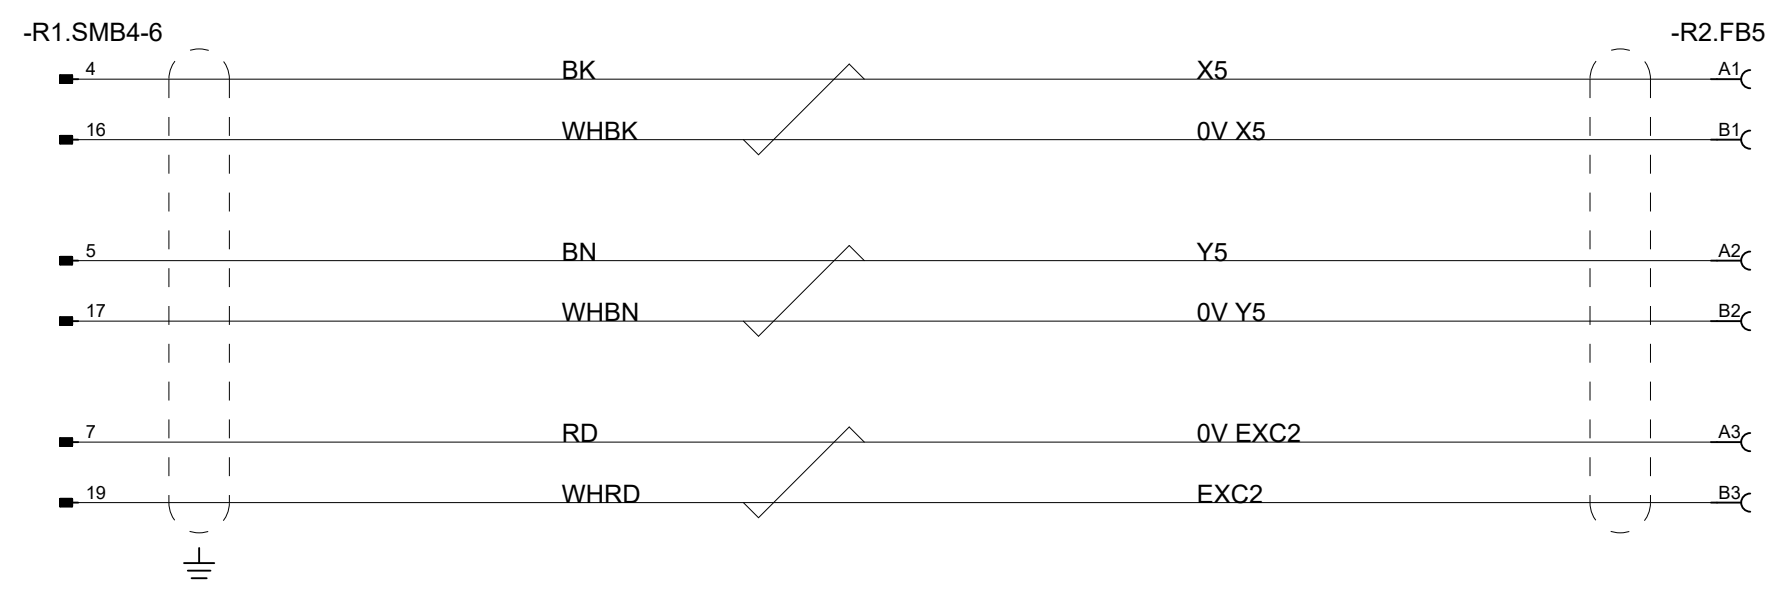 -R1.SMB4-6 -R2.FB5
4 BK X5 A1
16 WHBK 0V X5 B1
5 BN Y5 A2
17 WHBN 0V Y5 B2
7 RD 0V EXC2 A3
19 WHRD EXC2 B3